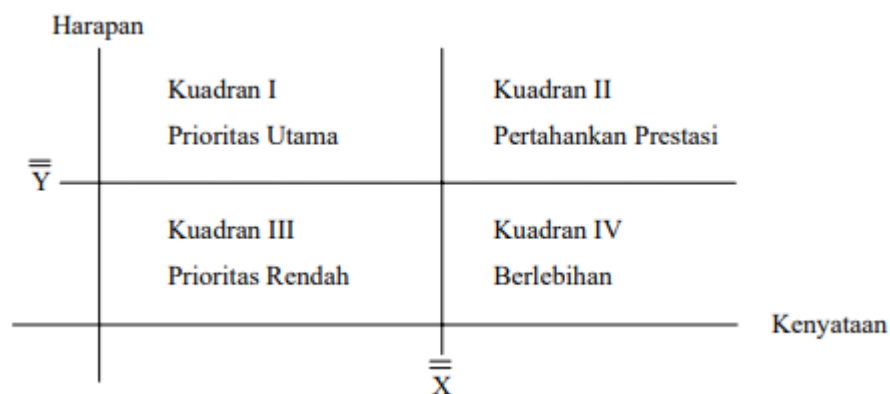 Harapan
Kuadran I
Kuadran II
Prioritas Utama
Pertahankan Prestasi
Y
Kuadran III
Kuadran IV
Prioritas Rendah
Berlebihan
Kenyataan
X